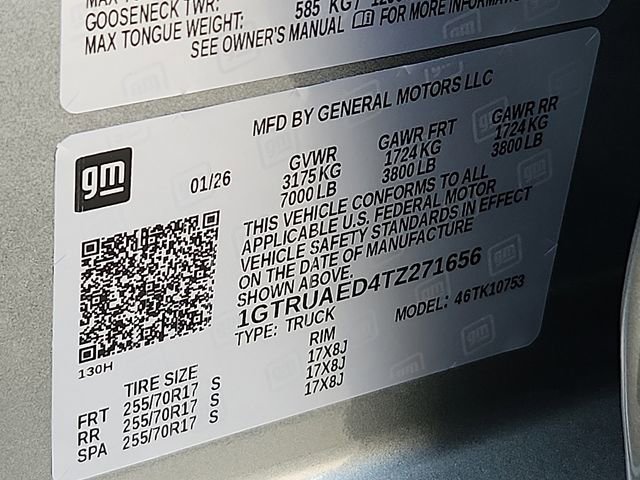 GOOSENECK TWR:
MAX TONGUE WEIGHT: 585 KG /
SEE OWNER'S MANUAL FOR MORE INFORMATION
MFD BY GENERAL MOTORS LLC
gm
01/26
GVWR GAWR FRT GAWR RR
3175 KG 1724 KG 1724 KG
7000 LB 3800 LB 3800 LB
THIS VEHICLE CONFORMS TO ALL
APPLICABLE U.S. FEDERAL MOTOR
VEHICLE SAFETY STANDARDS IN EFFECT
ON THE DATE OF MANUFACTURE
SHOWN ABOVE.
1GTRUAED4TZ271656
TYPE: TRUCK MODEL: 46TK10753
130H
TIRE SIZE RIM
FRT 255/70R17 S 17X8J
RR 255/70R17 S 17X8J
SPA 255/70R17 S 17X8J